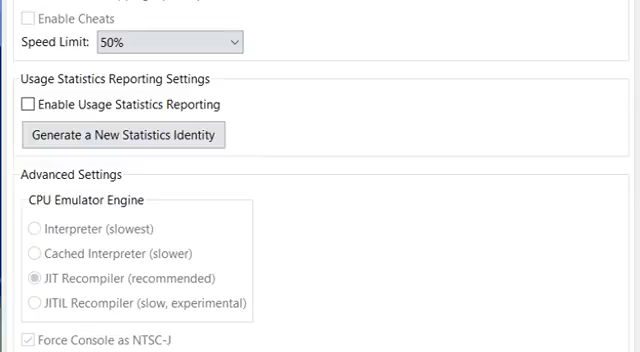 Enable Cheats
Speed Limit: 50%
Usage Statistics Reporting Settings
Enable Usage Statistics Reporting
Generate a New Statistics Identity
Advanced Settings
CPU Emulator Engine
Interpreter (slowest)
Cached Interpreter (slower)
JIT Recompiler (recommended)
JITIL Recompiler (slow, experimental)
Force Console as NTSC-J